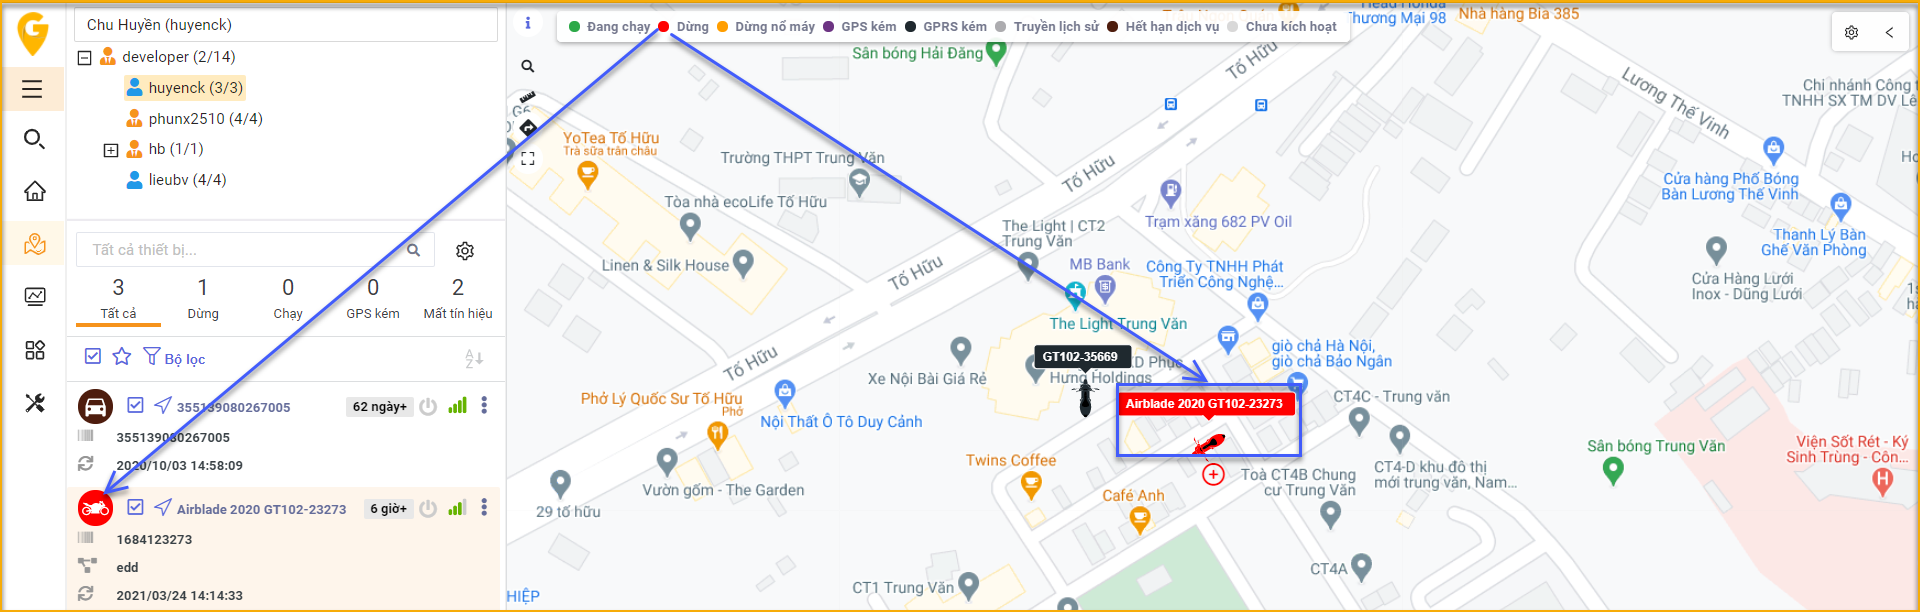 G
Chu Huyền (huyenck)
developer (2/14)
huyenck (3/3)
phunx2510 (4/4)
hb (1/1)
lieubv (4/4)
Tất cả thiết bị...
3
Tất cả
1
Dừng
0
Chạy
0
GPS kém
2
Mất tín hiệu
Bộ lọc
355139080267005
62 ngày+
355139080267005
2020/10/03 14:58:09
Airblade 2020 GT102-23273
6 giờ+
1684123273
edd
2021/03/24 14:14:33
Đang chạy
Dừng
Dừng nổ máy
GPS kém
GPRS kém
Truyền lịch sử
Hết hạn dịch vụ
Chưa kích hoạt
Thương Mại 98
Nhà hàng Bia 385
Sân bóng Hải Đăng
Tố Hữu
Lương Thế Vinh
Chi nhánh Công
TNHH SX TM DV Lê
YoTea Tố Hữu
Trà sữa trân châu
Trường THPT Trung Văn
Tố Hữu
Cửa hàng Phố Bóng
Bàn Lương Thế Vinh
Tòa nhà ecoLife Tố Hữu
The Light | CT2
Trung Văn
Trạm xăng 682 PV Oil
Thanh Lý Bàn
Ghế Văn Phòng
Linen & Silk House
Tố Hữu
MB Bank
Công Ty TNHH Phát
Triển Công Nghệ...
Cửa Hàng Lưới
Inox - Dũng Lưới
The Light Trung Văn
Tố Hữu
GT102-35669
Phục
Hưng Holdings
giò chả Hà Nội,
giò chả Bảo Ngân
Xe Nội Bài Giá Rẻ
Phở Lý Quốc Sư Tố Hữu
Phở
Nội Thất Ô Tô Duy Cảnh
Airblade 2020 GT102-23273
CT4C - Trung văn
Sân bóng Trung Văn
Viện Sốt Rét - Ký
Sinh Trùng - Côn...
Twins Coffee
Toà CT4B Chung
cư Trung Văn
CT4-D khu đô thị
mới trung văn, Nam...
Vườn gốm - The Garden
Café Anh
29 tố hữu
CT4A
CT1 Trung Văn
HIỆP